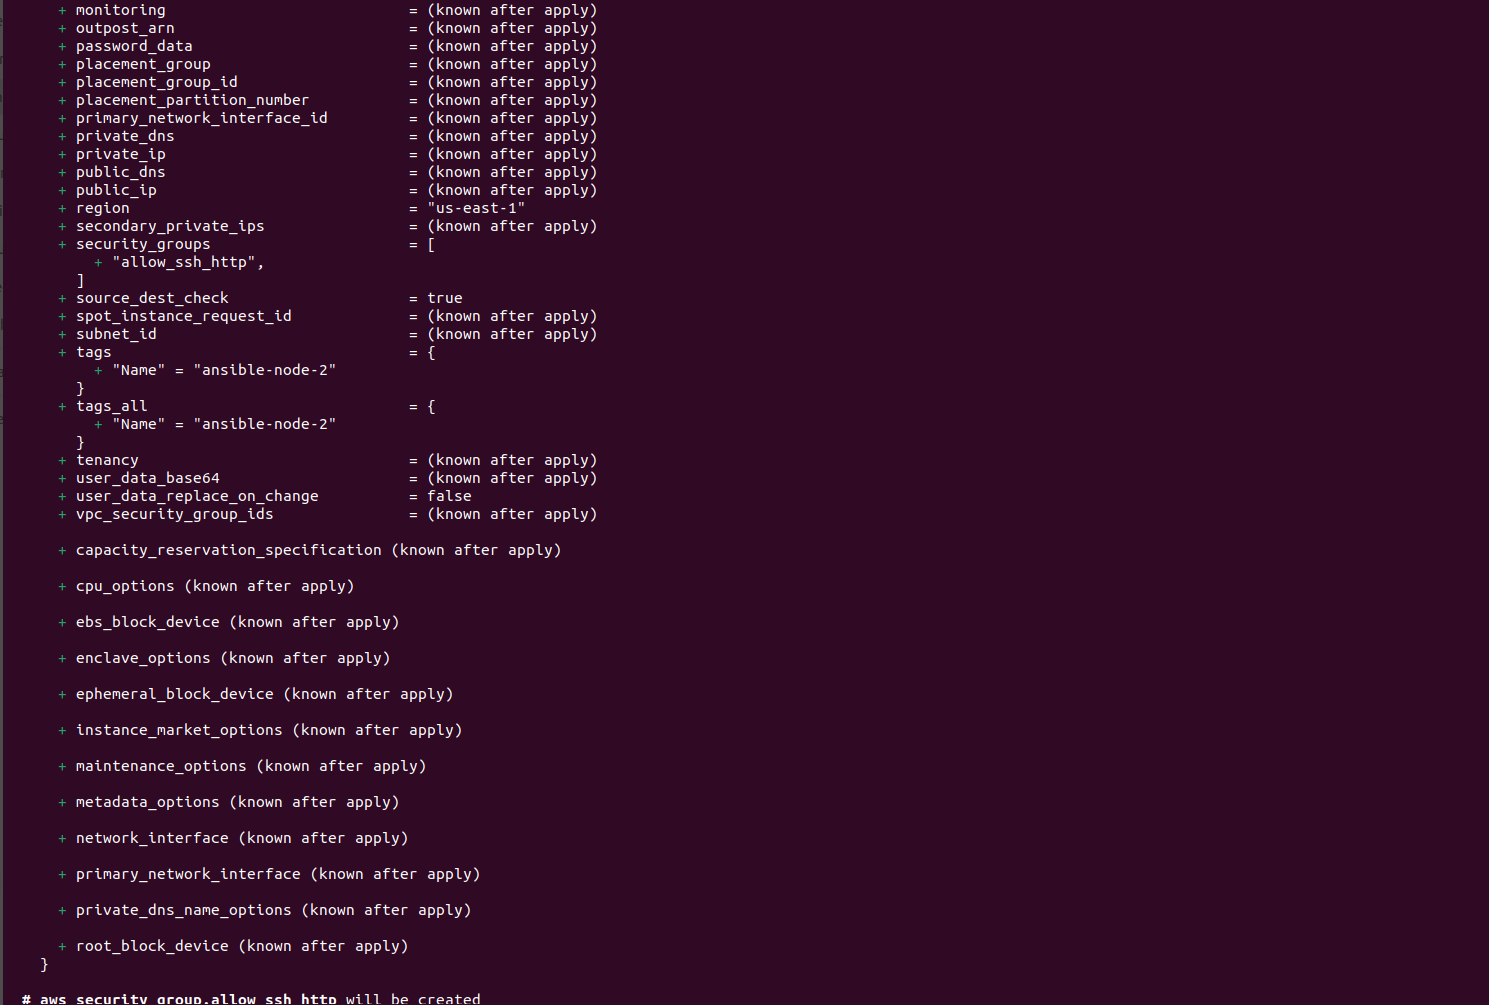 + monitoring = (known after apply)
+ outpost_arn = (known after apply)
+ password_data = (known after apply)
+ placement_group = (known after apply)
+ placement_group_id = (known after apply)
+ placement_partition_number = (known after apply)
+ primary_network_interface_id = (known after apply)
+ private_dns = (known after apply)
+ private_ip = (known after apply)
+ public_dns = (known after apply)
+ public_ip = (known after apply)
+ region = "us-east-1"
+ secondary_private_ips = (known after apply)
+ security_groups = [
+ "allow_ssh_http",
]
+ source_dest_check = true
+ spot_instance_request_id = (known after apply)
+ subnet_id = (known after apply)
+ tags = {
+ "Name" = "ansible-node-2"
}
+ tags_all = {
+ "Name" = "ansible-node-2"
}
+ tenancy = (known after apply)
+ user_data_base64 = (known after apply)
+ user_data_replace_on_change = false
+ vpc_security_group_ids = (known after apply)
+ capacity_reservation_specification (known after apply)
+ cpu_options (known after apply)
+ ebs_block_device (known after apply)
+ enclave_options (known after apply)
+ ephemeral_block_device (known after apply)
+ instance_market_options (known after apply)
+ maintenance_options (known after apply)
+ metadata_options (known after apply)
+ network_interface (known after apply)
+ primary_network_interface (known after apply)
+ private_dns_name_options (known after apply)
+ root_block_device (known after apply)
}
# aws_security_group.allow_ssh_http will be created